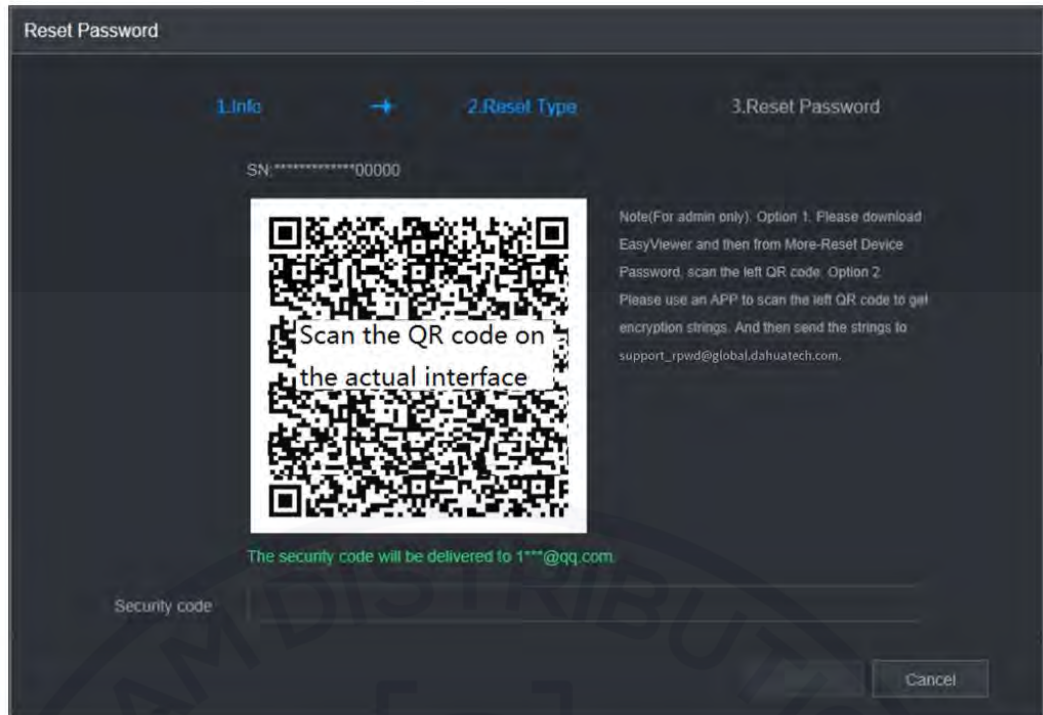 Reset Password
1.Info → 2.Reset Type 3.Reset Password
SN:*************00000
Note(For admin only): Option 1. Please download
EasyViewer and then from More-Reset Device
Password, scan the left QR code. Option 2.
Please use an APP to scan the left QR code to get
encryption strings. And then send the strings to
support_rpwd@global.dahuatech.com.
Scan the QR code on
the actual interface
The security code will be delivered to 1***@qq.com.
Security code
Cancel
AM DISTRIBUTIO